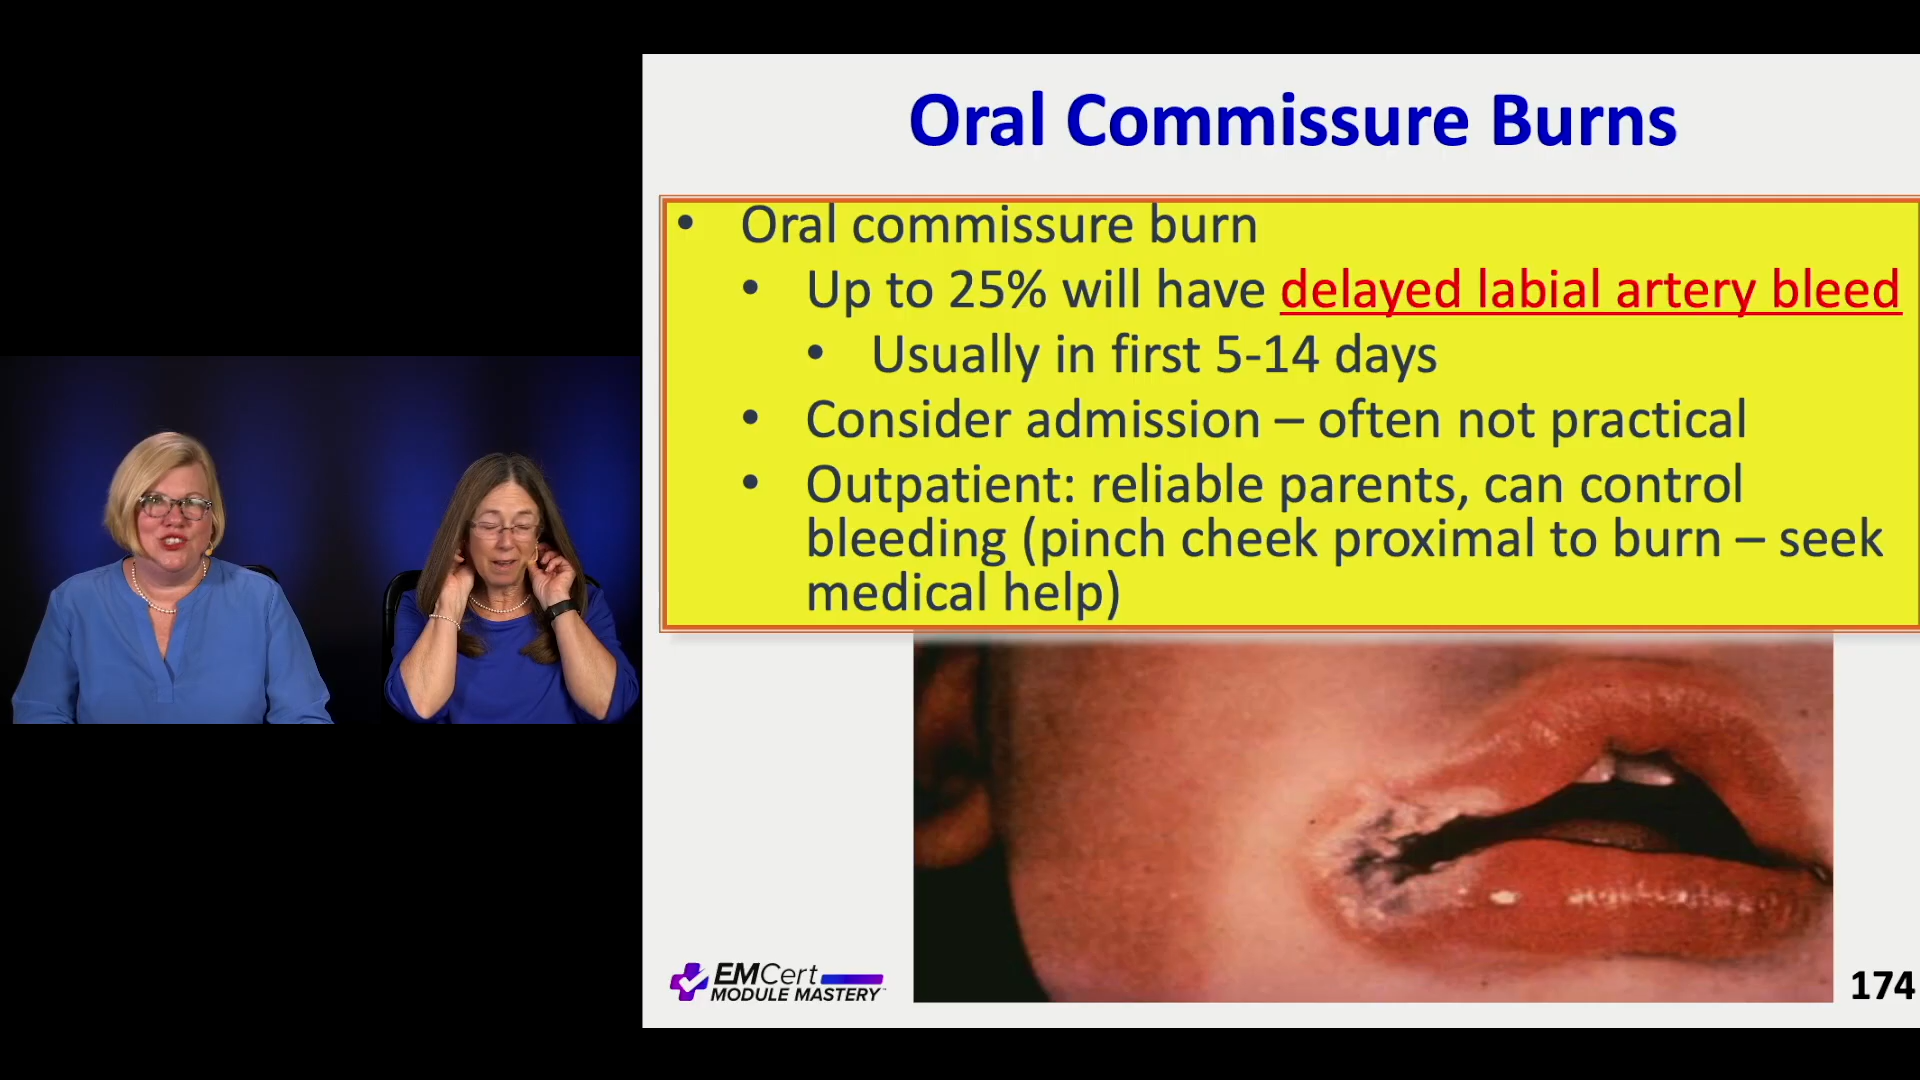 Oral Commissure Burns
• Oral commissure burn
• Up to 25% will have delayed labial artery bleed
• Usually in first 5-14 days
• Consider admission – often not practical
• Outpatient: reliable parents, can control
bleeding (pinch cheek proximal to burn – seek
medical help)
EMCert
MODULE MASTERY™
174